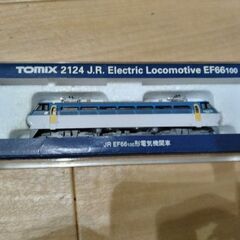 TOMIX 2124 J.R. Electric Locomotive EF66100
JR EF66100形電気機関車